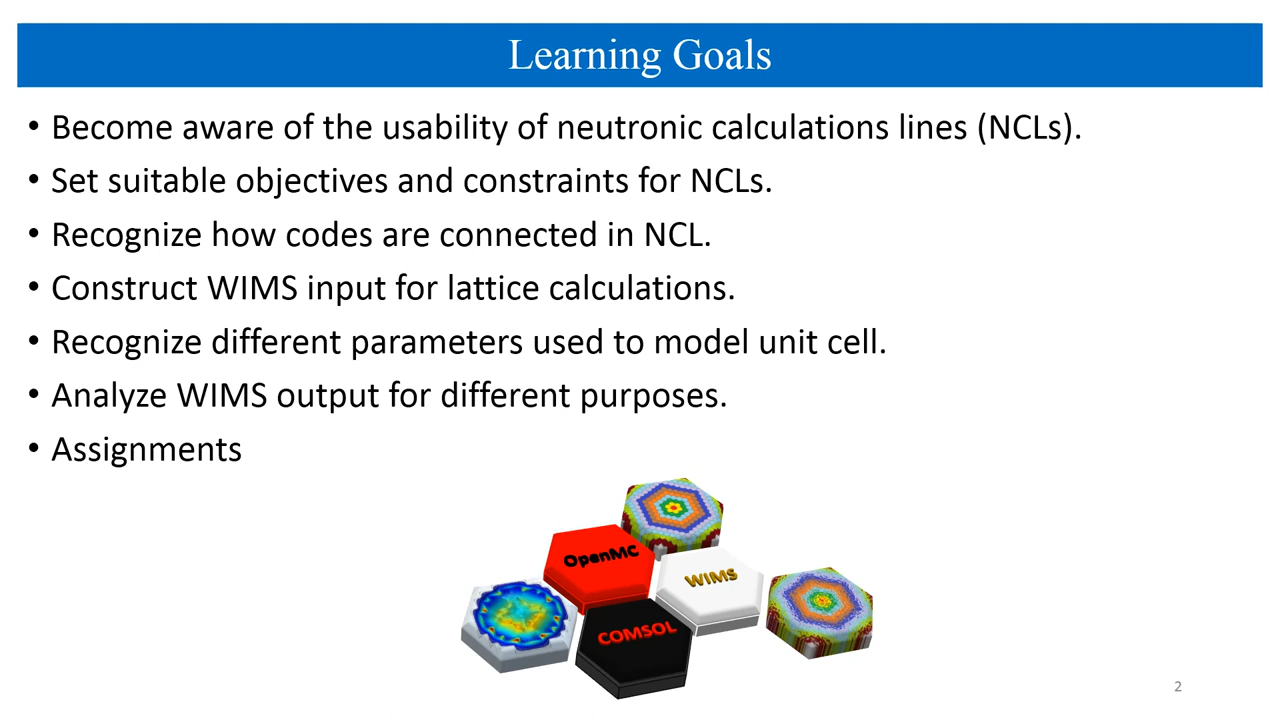 Learning Goals
• Become aware of the usability of neutronic calculations lines (NCLs).
• Set suitable objectives and constraints for NCLs.
• Recognize how codes are connected in NCL.
• Construct WIMS input for lattice calculations.
• Recognize different parameters used to model unit cell.
• Analyze WIMS output for different purposes.
• Assignments
OpenMC
WIMS
COMSOL
2